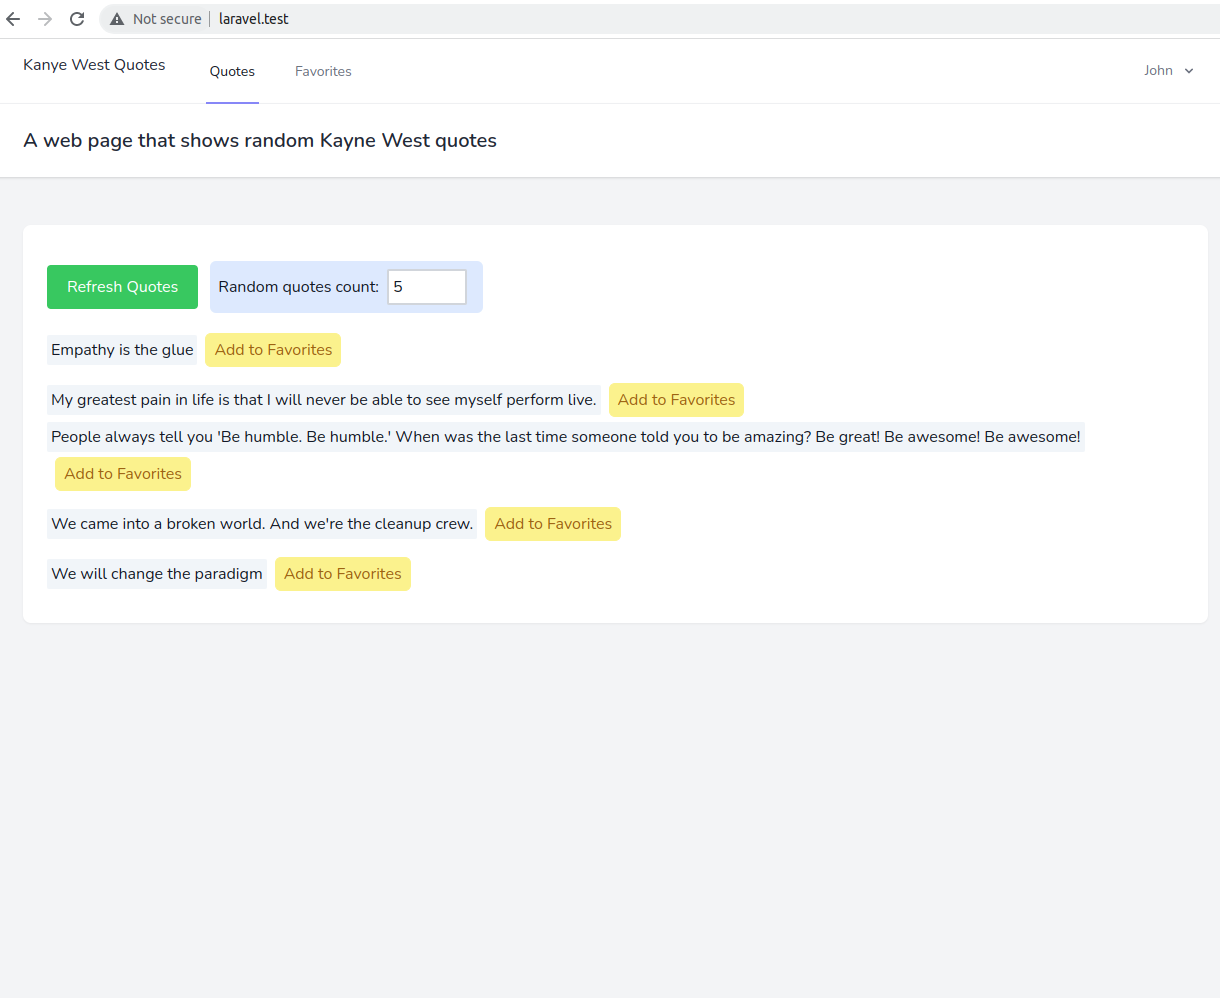 Not secure | laravel.test
Kanye West Quotes Quotes Favorites John
A web page that shows random Kayne West quotes
Refresh Quotes Random quotes count: 5
Empathy is the glue Add to Favorites
My greatest pain in life is that I will never be able to see myself perform live. Add to Favorites
People always tell you 'Be humble. Be humble.' When was the last time someone told you to be amazing? Be great! Be awesome! Be awesome!
Add to Favorites
We came into a broken world. And we're the cleanup crew. Add to Favorites
We will change the paradigm Add to Favorites